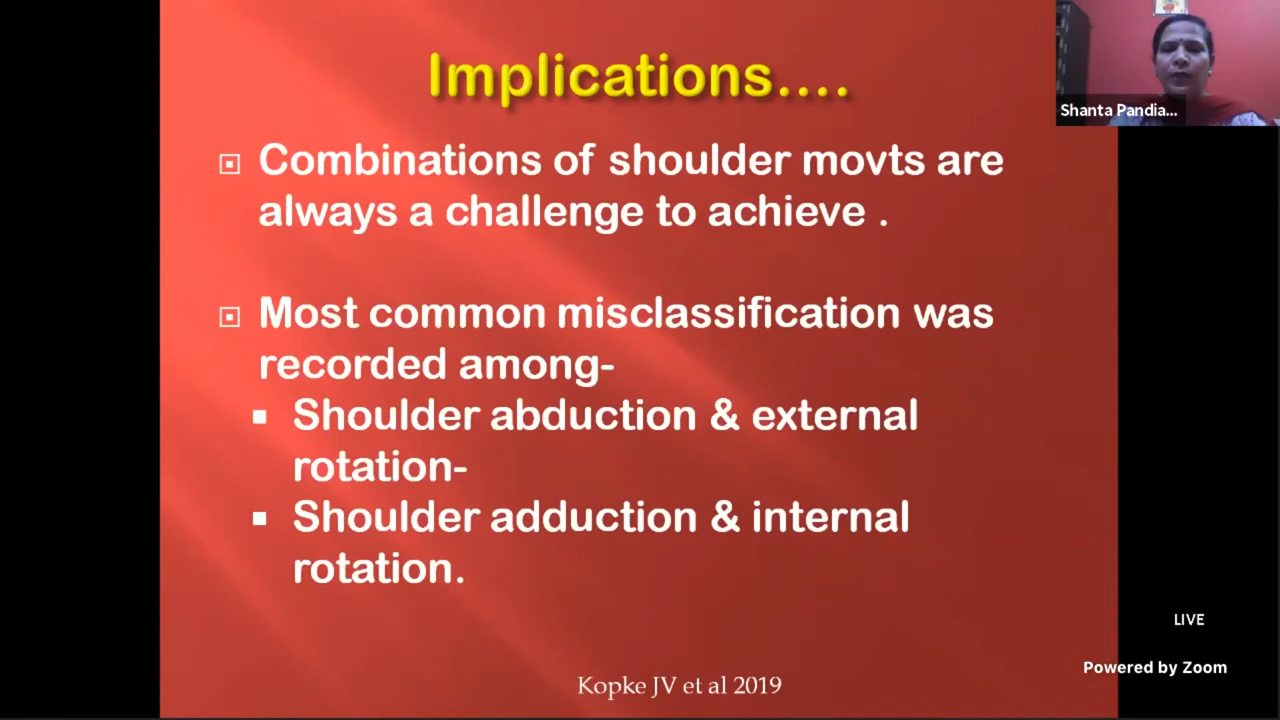 Implications....
Combinations of shoulder movts are
always a challenge to achieve .
Most common misclassification was
recorded among-
Shoulder abduction & external
rotation-
Shoulder adduction & internal
rotation.
Kopke JV et al 2019
Shanta Pandia...
LIVE
Powered by Zoom